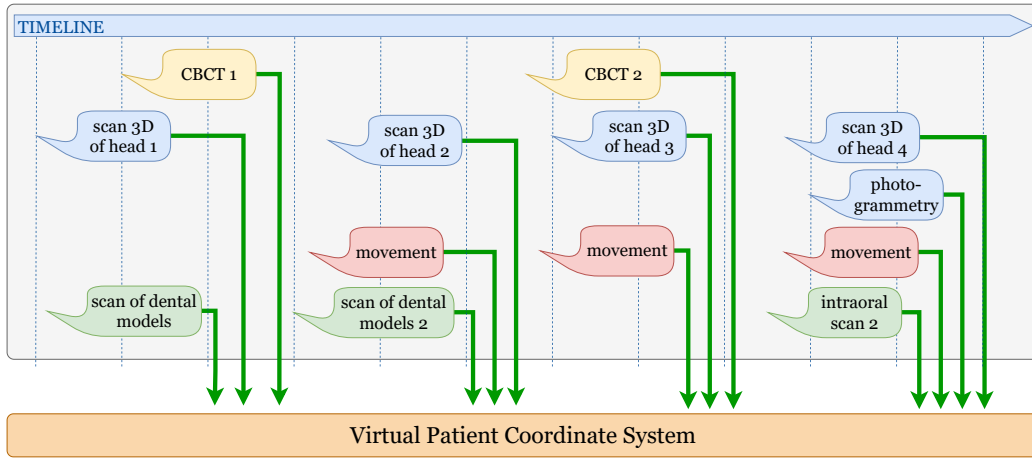 TIMELINE
CBCT 1
CBCT 2
scan 3D
of head 1
scan 3D
of head 2
scan 3D
of head 3
scan 3D
of head 4
photo-
grammetry
movement
movement
movement
scan of dental
models
scan of dental
models 2
intraoral
scan 2
Virtual Patient Coordinate System